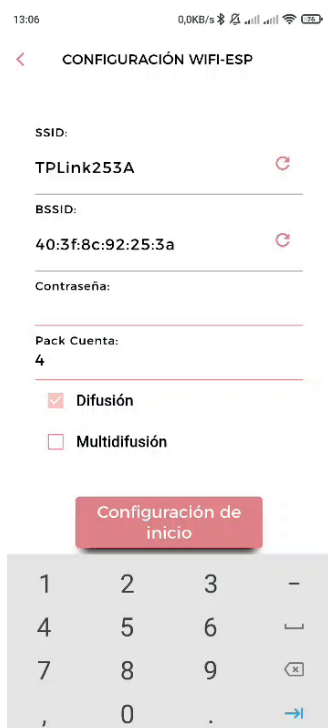 13:06 0,0KB/s 76
CONFIGURACIÓN WIFI-ESP
SSID:
TPLink253A
BSSID:
40:3f:8c:92:25:3a
Contraseña:
Pack Cuenta:
4
Difusión
Multidifusión
Configuración de
inicio
1 2 3 –
4 5 6
7 8 9
, 0 .